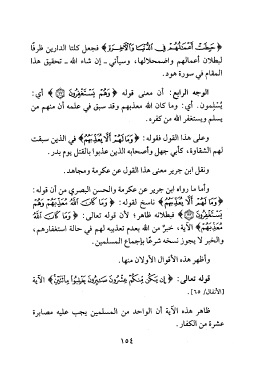 ﴿حَبِطَتْ أَعْمَٰلُهُمْ فِي ٱلدُّنْيَا وَٱلْأَخِرَةِ﴾ فجعل كلتا الدارين ظرفًا
لبطلان أعمالهم واضمحلالها، وسيأتي ـ إن شاء الله ـ تحقيق هذا
المقام في سورة هود.
الوجه الرابع: أن معنى قوله ﴿وَهُمْ يَسْتَغْفِرُونَ ﴾ أي:
يُسْلِمون. أي: وما كان الله معذبهم وقد سبق في علمه أن منهم من
يسلم ويستغفر الله من كفره.
وعلى هذا القول فقوله: ﴿وَمَا لَهُمْ أَلَّا يُعَذِّبَهُمُ﴾ في الذين سبقت
لهم الشقاوة، كأبي جهل وأصحابه الذين عذبوا بالقتل يوم بدر.
ونقل ابن جرير معنى هذا القول عن عكرمة ومجاهد.
وأما ما رواه ابن جرير عن عكرمة والحسن البصري من أن قوله:
﴿وَمَا لَهُمْ أَلَّا يُعَذِّبَهُمُ﴾ ناسخ لقوله: ﴿وَمَا كَانَ ٱللَّهُ مُعَذِّبَهُمْ وَهُمْ
يَسْتَغْفِرُونَ ﴾ فبطلانه ظاهر؛ لأن قوله تعالى: ﴿وَمَا كَانَ ٱللَّهُ
مُعَذِّبَهُمْ﴾ الآية، خبرٌ من الله بعدم تعذيبه لهم في حالة استغفارهم،
والخبر لا يجوز نسخه شرعًا بإجماع المسلمين.
وأظهر هذه الأقوال الأولان منها.
قوله تعالى: ﴿إِن يَكُن مِّنكُمْ عِشْرُونَ صَٰبِرُونَ يَغْلِبُوا۟ مِا۟ئَتَيْنِ﴾ الآية
[الأنفال/ ٦٥].
ظاهر هذه الآية أن الواحد من المسلمين يجب عليه مصابرة
عشرة من الكفار.
١٥٤